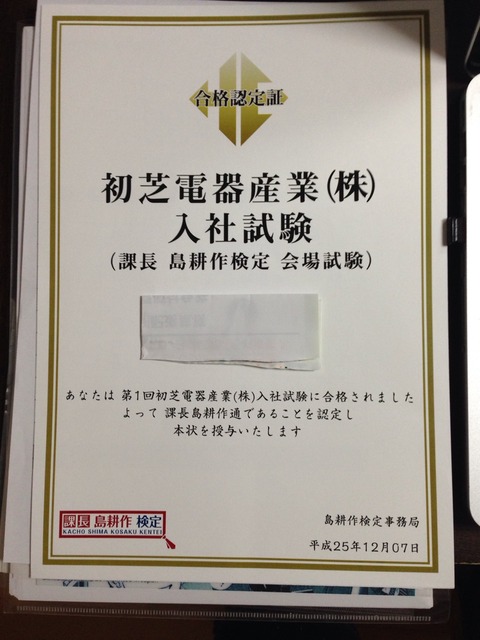 合格認定証
初芝電器産業(株)
入社試験
(課長 島耕作検定 会場試験)
あなたは 第1回初芝電器産業(株)入社試験に合格されました
よって 課長島耕作通であることを認定し
本状を授与いたします
課長 島耕作 検定
KACHO SHIMA KOSAKU KENTEI
島耕作検定事務局
平成25年12月07日